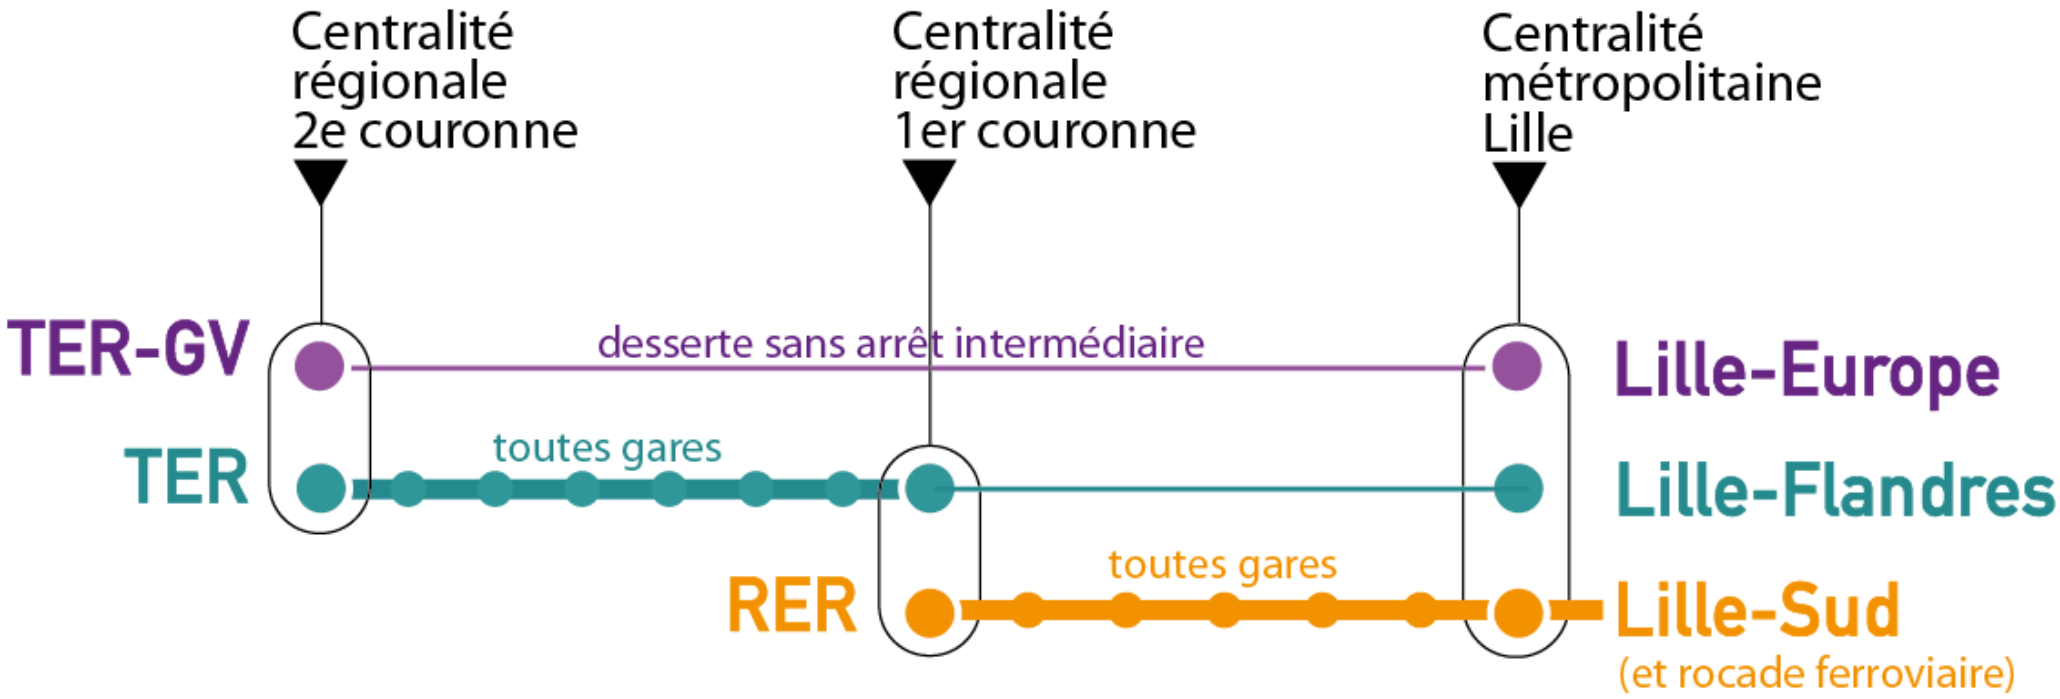 Centralité
régionale
2e couronne
Centralité
régionale
1er couronne
Centralité
métropolitaine
Lille
TER-GV
desserte sans arrêt intermédiaire
Lille-Europe
TER
toutes gares
Lille-Flandres
RER
toutes gares
Lille-Sud
(et rocade ferroviaire)